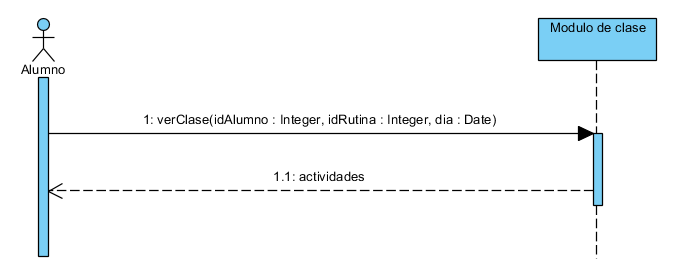 Modulo de clase
Alumno
1: verClase(idAlumno : Integer, idRutina : Integer, dia : Date)
1.1: actividades